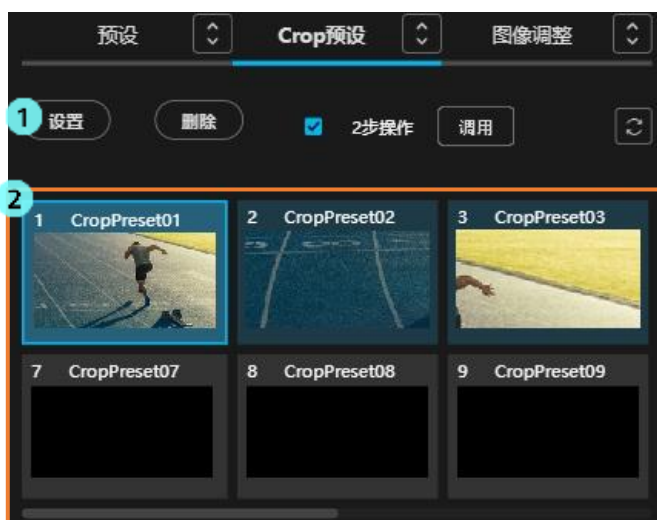 预设 Crop预设 图像调整
1 设置 删除 2步操作 调用
2
1 CropPreset01 2 CropPreset02 3 CropPreset03
7 CropPreset07 8 CropPreset08 9 CropPreset09